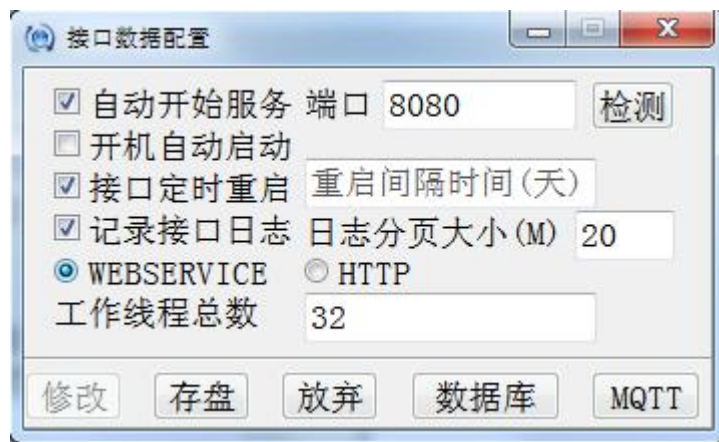 接口数据配置
自动开始服务 端口 8080 检测
开机自动启动
接口定时重启 重启间隔时间(天)
记录接口日志 日志分页大小(M) 20
WEBSERVICE HTTP
工作线程总数 32
修改 存盘 放弃 数据库 MQTT